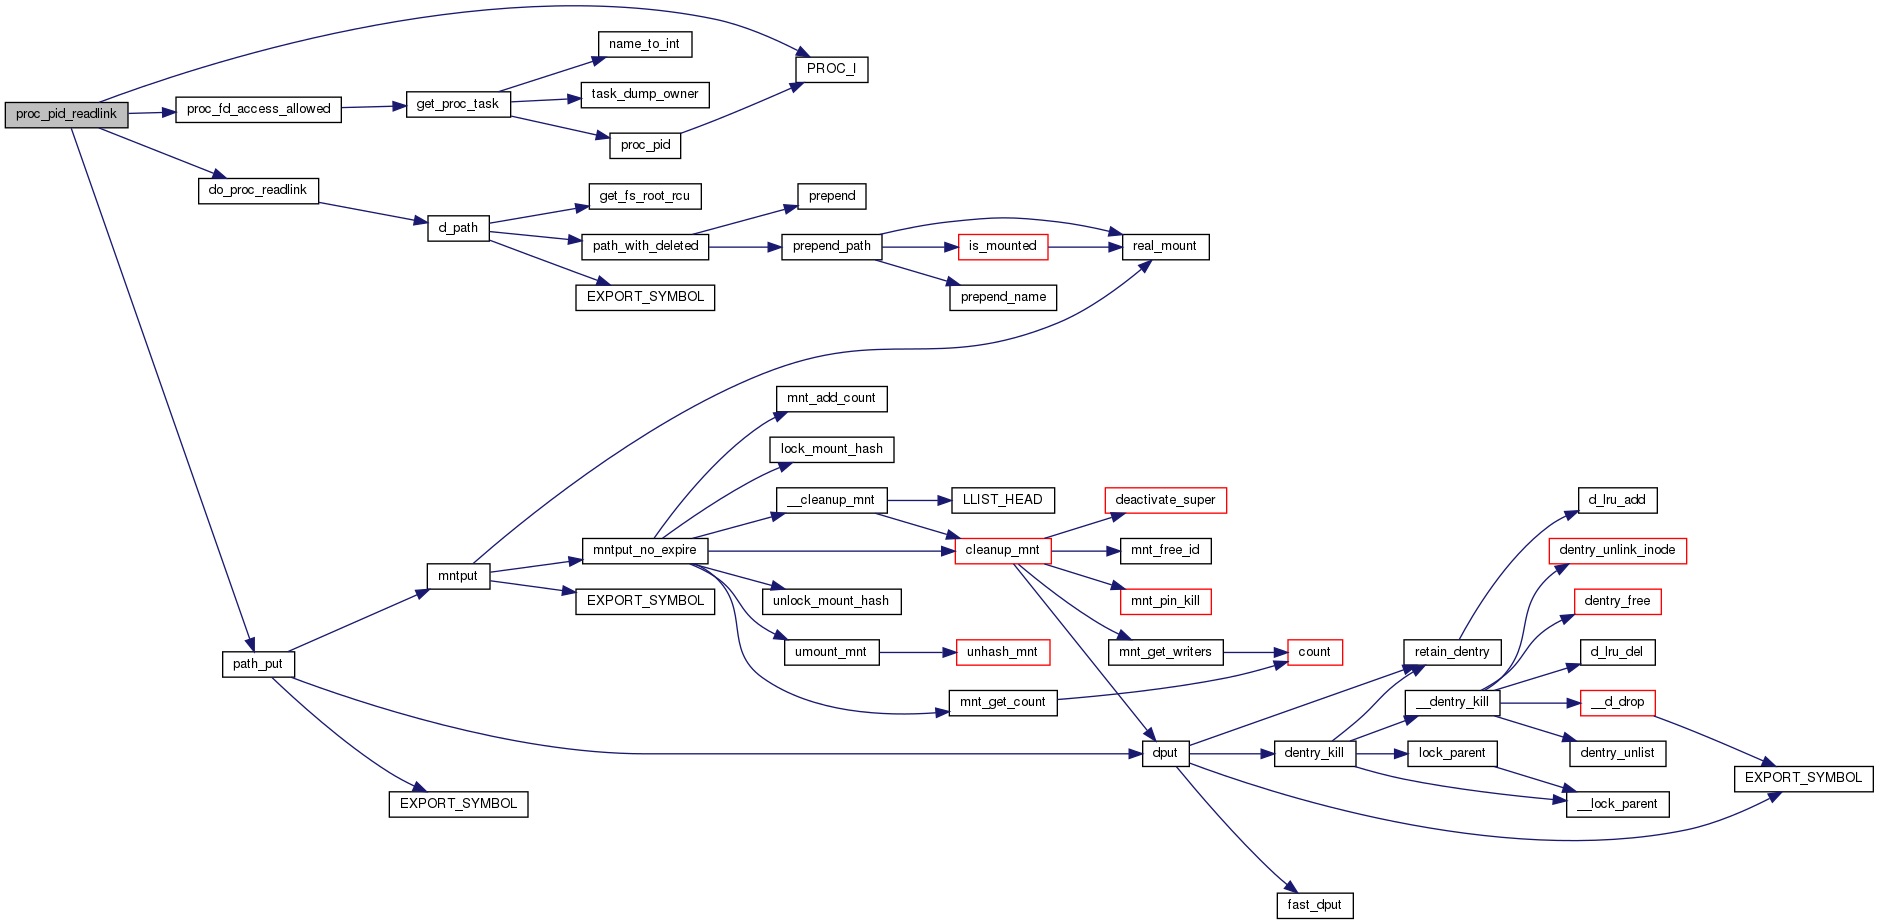 proc_pid_readlink
PROC_I
proc_fd_access_allowed
get_proc_task
name_to_int
task_dump_owner
proc_pid
do_proc_readlink
d_path
get_fs_root_rcu
path_with_deleted
EXPORT_SYMBOL
prepend
prepend_path
is_mounted
prepend_name
real_mount
path_put
mntput
mntput_no_expire
EXPORT_SYMBOL
mnt_add_count
lock_mount_hash
__cleanup_mnt
LLIST_HEAD
cleanup_mnt
unlock_mount_hash
umount_mnt
unhash_mnt
mnt_get_count
deactivate_super
mnt_free_id
mnt_pin_kill
mnt_get_writers
count
dput
EXPORT_SYMBOL
dentry_kill
fast_dput
retain_dentry
__dentry_kill
lock_parent
__lock_parent
d_lru_add
dentry_unlink_inode
dentry_free
d_lru_del
__d_drop
dentry_unlist
EXPORT_SYMBOL